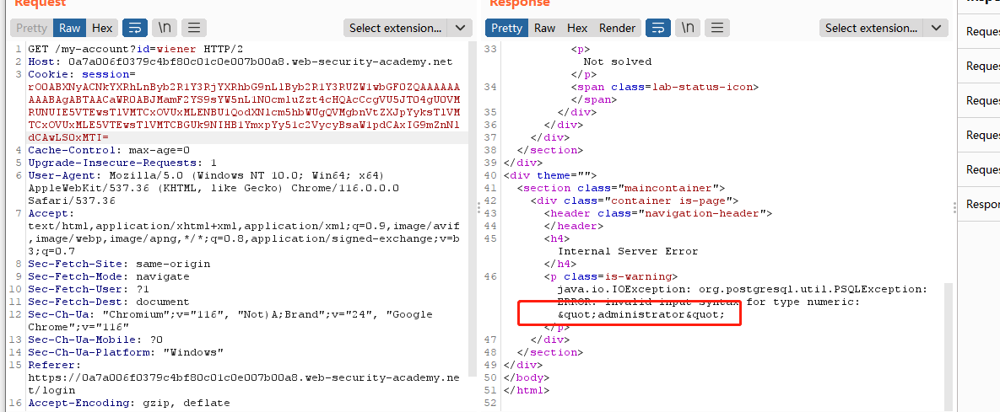 Request
Response
Pretty Raw Hex \n Select extension...
Pretty Raw Hex Render \n Select extension...
1 GET /my-account?id=wiener HTTP/2
2 Host: 0a7a006f0379c4bf80c01c0e007b00a8.web-security-academy.net
3 Cookie: session=
4 Cache-Control: max-age=0
5 Upgrade-Insecure-Requests: 1
6 User-Agent: Mozilla/5.0 (Windows NT 10.0; Win64; x64)
AppleWebKit/537.36 (KHTML, like Gecko) Chrome/116.0.0.0
Safari/537.36
7 Accept:
text/html,application/xhtml+xml,application/xml;q=0.9,image/avif
,image/webp,image/apng,*/*;q=0.8,application/signed-exchange;v=b
3;q=0.7
8 Sec-Fetch-Site: same-origin
9 Sec-Fetch-Mode: navigate
10 Sec-Fetch-User: ?1
11 Sec-Fetch-Dest: document
12 Sec-Ch-Ua: "Chromium";v="116", "Not)A;Brand";v="24", "Google
Chrome";v="116"
13 Sec-Ch-Ua-Mobile: ?0
14 Sec-Ch-Ua-Platform: "Windows"
15 Referer:
https://0a7a006f0379c4bf80c01c0e007b00a8.web-security-academy.ne
t/login
16 Accept-Encoding: gzip, deflate
33 <p>
Not solved
</p>
34 <span class=lab-status-icon>
</span>
35 </div>
36 </div>
37 </div>
38 </section>
39 </div>
40 <div theme="">
41 <section class="maincontainer">
42 <div class="container is-page">
43 <header class="navigation-header">
44 </header>
45 <h4>
Internal Server Error
</h4>
46 <p class=is-warning>
java.io.IOException: org.postgresql.util.PSQLException:
ERROR: invalid input syntax for type numeric:
&quot;administrator&quot;
</p>
47 </div>
48 </section>
49 </div>
50 </body>
51 </html>
52
Reque
Reque
Reque
Reque
Reque
Respor